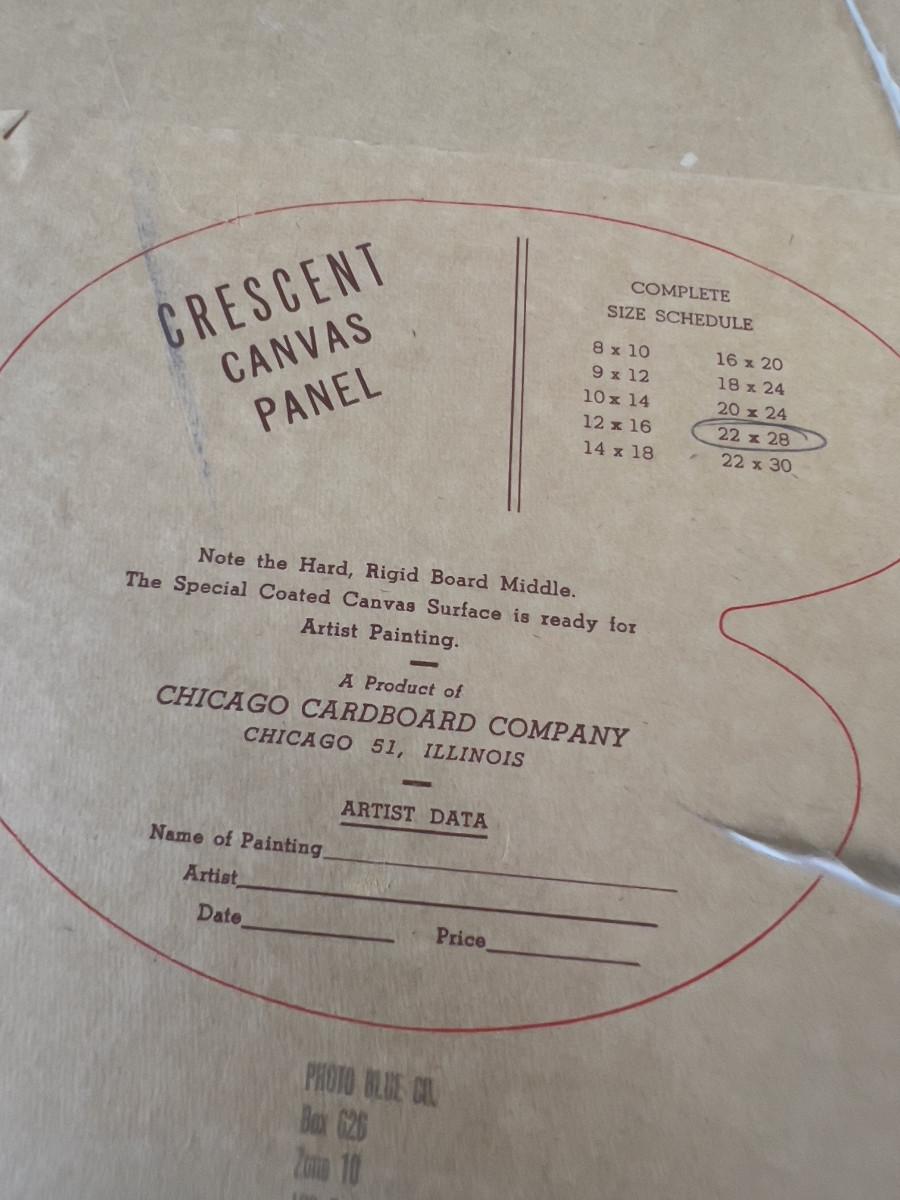 CRESCENT
CANVAS
PANEL
COMPLETE
SIZE SCHEDULE
8 x 10
9 x 12
10 x 14
12 x 16
14 x 18
16 x 20
18 x 24
20 x 24
22 x 28
22 x 30
Note the Hard, Rigid Board Middle.
The Special Coated Canvas Surface is ready for
Artist Painting.
A Product of
CHICAGO CARDBOARD COMPANY
CHICAGO 51, ILLINOIS
ARTIST DATA
Name of Painting
Artist
Date Price
PHOTO BLUE CO.
Box 626
Zone 10